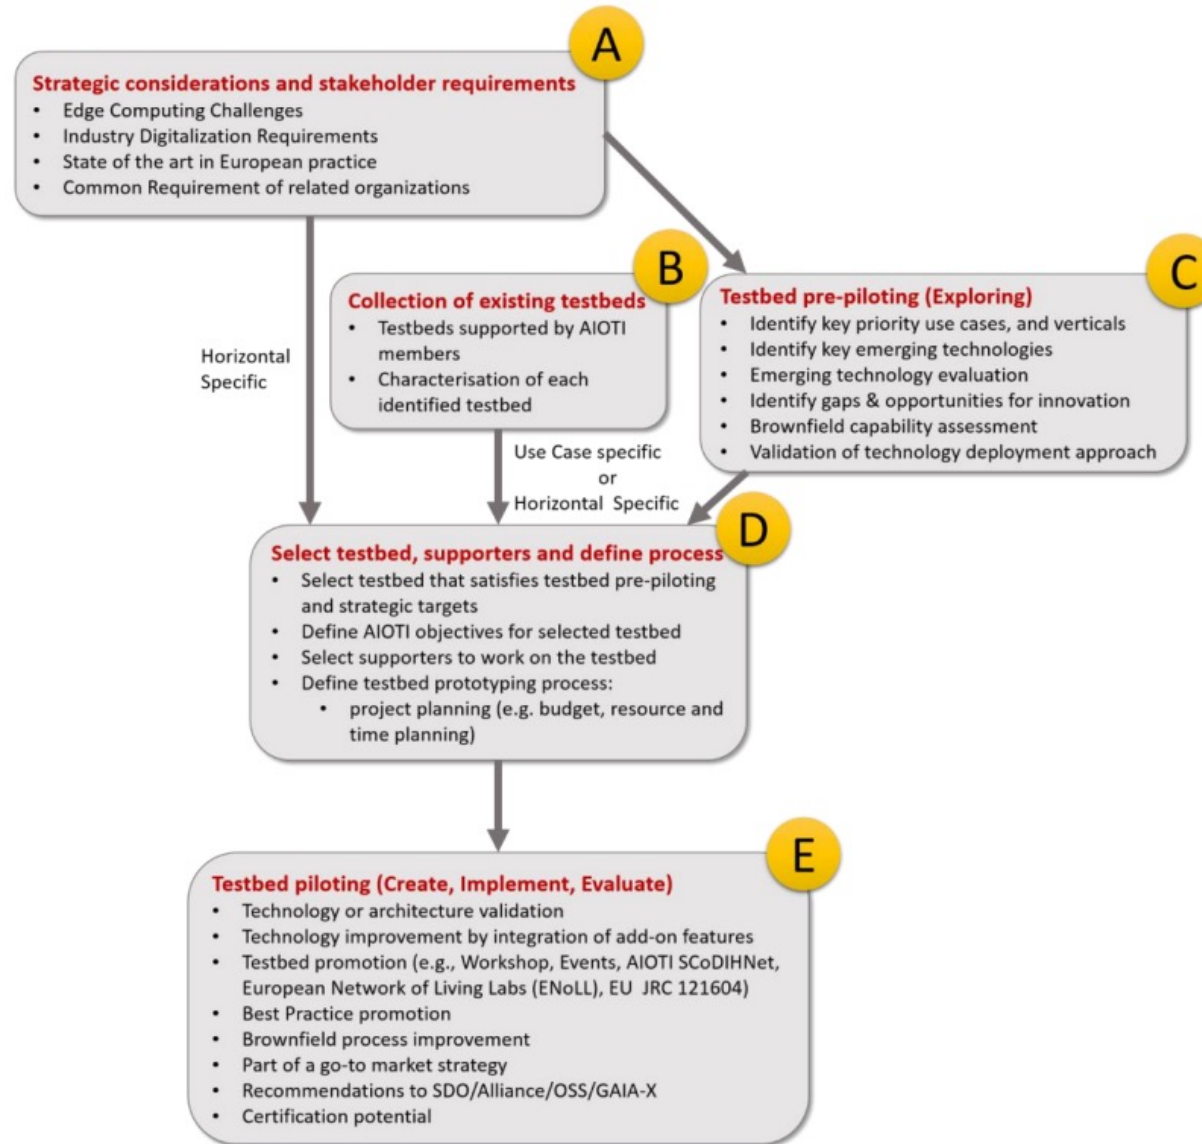 A
Strategic considerations and stakeholder requirements
• Edge Computing Challenges
• Industry Digitalization Requirements
• State of the art in European practice
• Common Requirement of related organizations
B
Collection of existing testbeds
• Testbeds supported by AIOTI
members
• Characterisation of each
identified testbed
C
Testbed pre-piloting (Exploring)
• Identify key priority use cases, and verticals
• Identify key emerging technologies
• Emerging technology evaluation
• Identify gaps & opportunities for innovation
• Brownfield capability assessment
• Validation of technology deployment approach
Horizontal
Specific
Use Case specific
or
Horizontal Specific
D
Select testbed, supporters and define process
• Select testbed that satisfies testbed pre-piloting
and strategic targets
• Define AIOTI objectives for selected testbed
• Select supporters to work on the testbed
• Define testbed prototyping process:
• project planning (e.g. budget, resource and
time planning)
E
Testbed piloting (Create, Implement, Evaluate)
• Technology or architecture validation
• Technology improvement by integration of add-on features
• Testbed promotion (e.g., Workshop, Events, AIOTI SCoDIHNet,
European Network of Living Labs (ENoLL), EU JRC 121604)
• Best Practice promotion
• Brownfield process improvement
• Part of a go-to market strategy
• Recommendations to SDO/Alliance/OSS/GAIA-X
• Certification potential